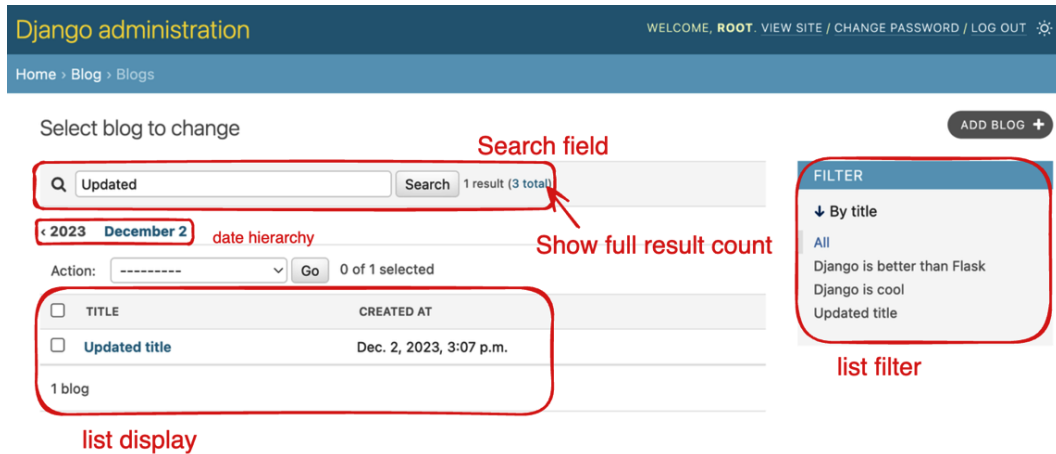 Django administration
WELCOME, ROOT. VIEW SITE / CHANGE PASSWORD / LOG OUT
Home › Blog › Blogs
Select blog to change
ADD BLOG +
Search field
Updated
Search
1 result (3 total)
‹ 2023 December 2
date hierarchy
Show full result count
Action: --------- Go 0 of 1 selected
TITLE CREATED AT
Updated title Dec. 2, 2023, 3:07 p.m.
1 blog
list display
FILTER
↓ By title
All
Django is better than Flask
Django is cool
Updated title
list filter